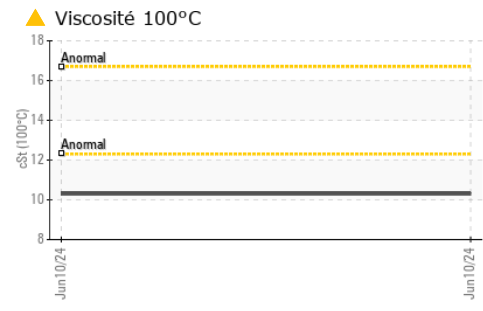 Viscosité 100°C
18
Anormal
16
14
Anormal
12
10
8
cSt (100°C)
Jun10/24
Jun10/24